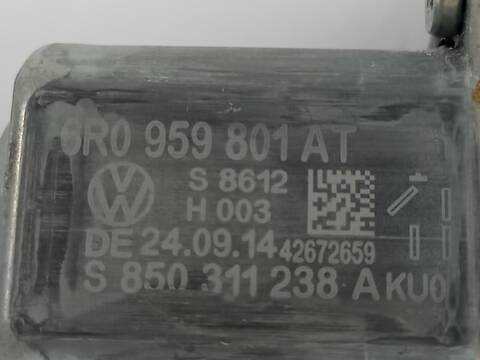 6R0 959 801 AT
S 8612
H 003
DE 24.09.14 42672659
S 850 311 238 A KU0